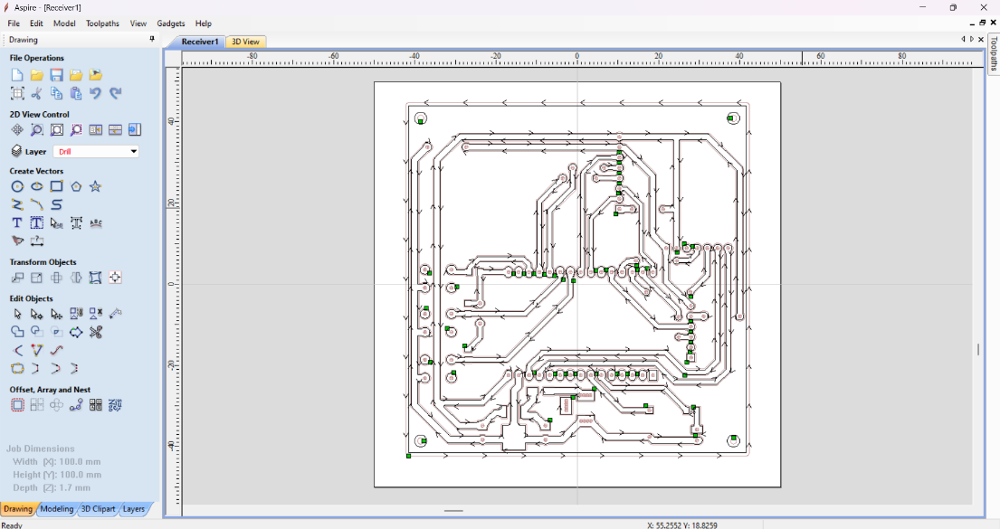 Aspire - [Receiver1]
File Edit Model Toolpaths View Gadgets Help
Drawing
Receiver1 3D View
Toolpaths
File Operations
2D View Control
Layer Drill
Create Vectors
Transform Objects
Edit Objects
Offset, Array and Nest
Job Dimensions
Width [X]: 100.0 mm
Height [Y]: 100.0 mm
Depth [Z]: 1.7 mm
Drawing Modeling 3D Clipart Layers
-80 -60 -40 -20 0 20 40 60 80
40
20
0
-20
-40
Ready
X: 55.2552 Y: 18.8259